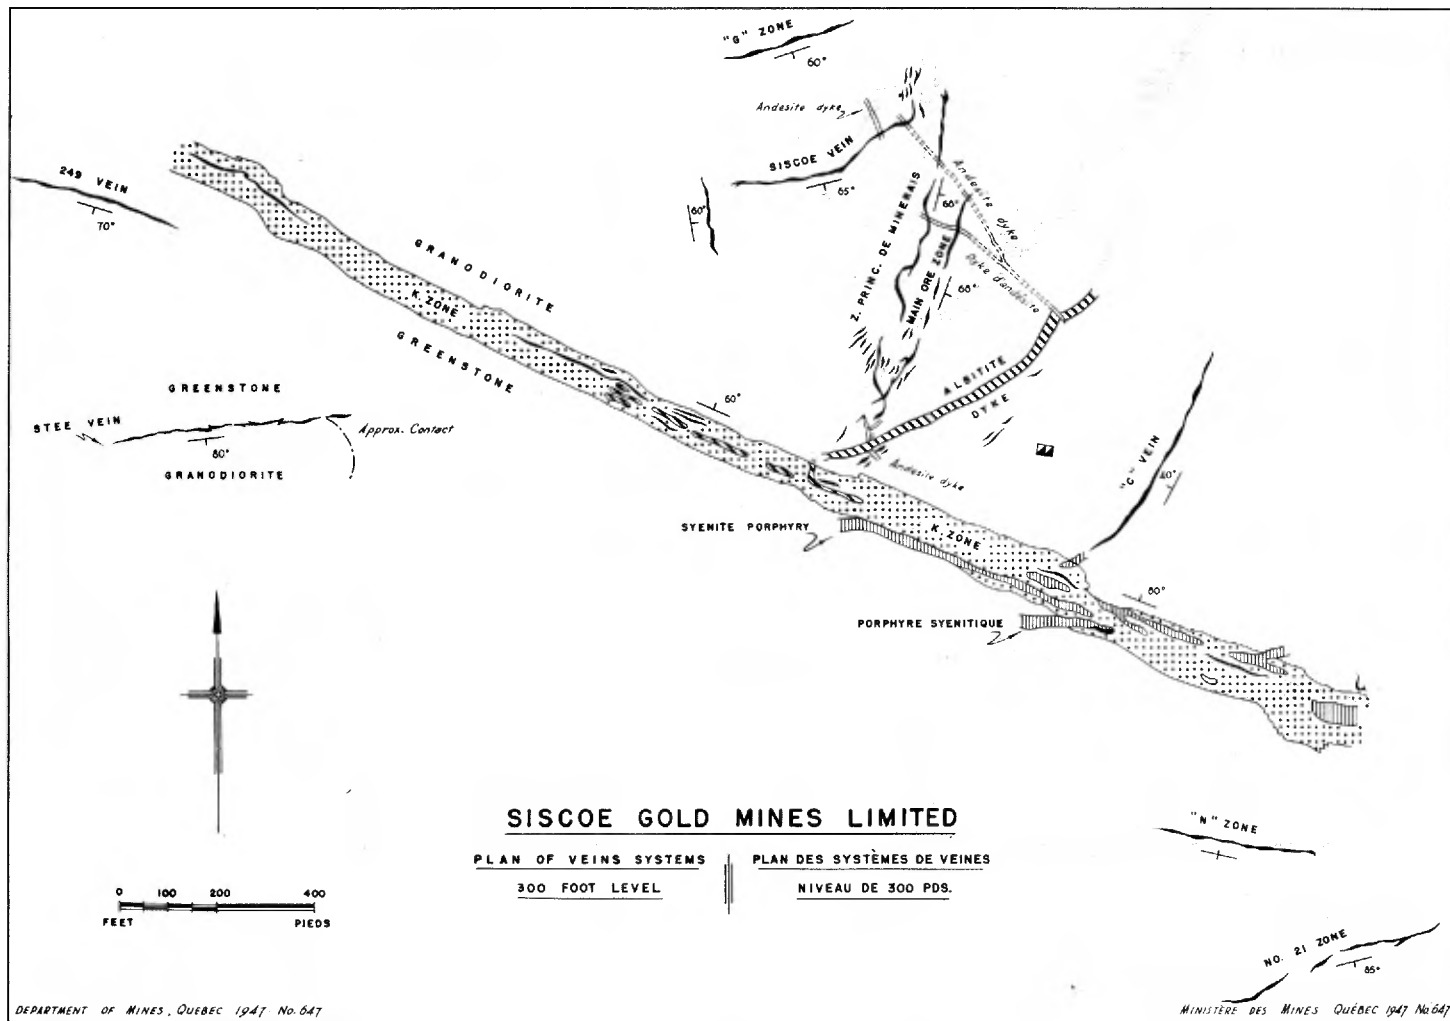 "G" ZONE
60°
Andesite dyke
SISCOE VEIN
65°
249 VEIN
70°
60°
Z. PRINC. DE MINERAIS
MAIN ORE ZONE
68°
68°
Andesite dyke
Dyke d'andésite
GRANODIORITE
K. ZONE
GREENSTONE
ALBITITE
DYKE
GREENSTONE
STEE VEIN
Approx. Contact
80°
GRANODIORITE
60°
Andesite dyke
"C" VEIN
SYENITE PORPHYRY
K. ZONE
80°
PORPHYRE SYENITIQUE
SISCOE GOLD MINES LIMITED
PLAN OF VEINS SYSTEMS
300 FOOT LEVEL
PLAN DES SYSTÈMES DE VEINES
NIVEAU DE 300 PDS.
"N" ZONE
0 100 200 400
FEET PIEDS
NO. 21 ZONE
85°
DEPARTMENT OF MINES, QUEBEC 1947 No. 647
MINISTÈRE DES MINES QUÉBEC 1947 No 647